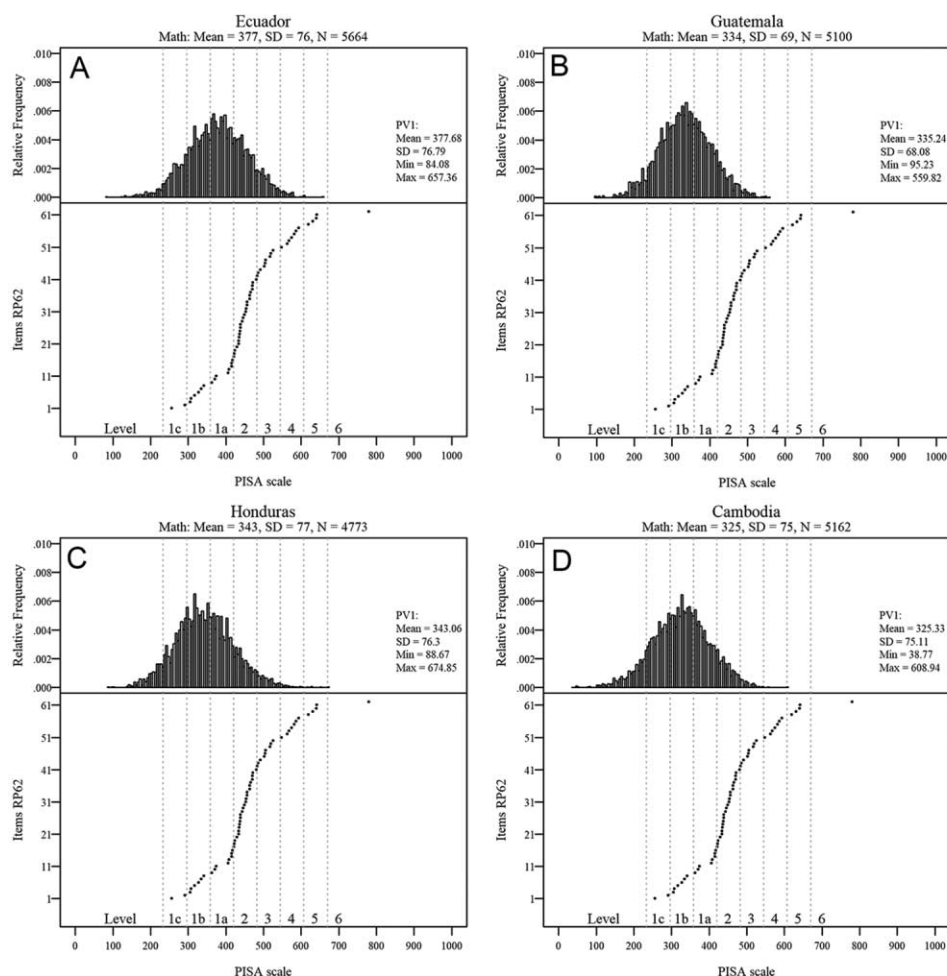 Ecuador
Math: Mean = 377, SD = 76, N = 5664
A
Relative Frequency
.010
.008
.006
.004
.002
.000
PV1:
Mean = 377.68
SD = 76.79
Min = 84.08
Max = 657.36
Items RP62
61
51
41
31
21
11
1
Level 1c 1b 1a 2 3 4 5 6
0 100 200 300 400 500 600 700 800 900 1000
PISA scale
Guatemala
Math: Mean = 334, SD = 69, N = 5100
B
Relative Frequency
.010
.008
.006
.004
.002
.000
PV1:
Mean = 335.24
SD = 68.08
Min = 95.23
Max = 559.82
Items RP62
61
51
41
31
21
11
1
Level 1c 1b 1a 2 3 4 5 6
0 100 200 300 400 500 600 700 800 900 1000
PISA scale
Honduras
Math: Mean = 343, SD = 77, N = 4773
C
Relative Frequency
.010
.008
.006
.004
.002
.000
PV1:
Mean = 343.06
SD = 76.3
Min = 88.67
Max = 674.85
Items RP62
61
51
41
31
21
11
1
Level 1c 1b 1a 2 3 4 5 6
0 100 200 300 400 500 600 700 800 900 1000
PISA scale
Cambodia
Math: Mean = 325, SD = 75, N = 5162
D
Relative Frequency
.010
.008
.006
.004
.002
.000
PV1:
Mean = 325.33
SD = 75.11
Min = 38.77
Max = 608.94
Items RP62
61
51
41
31
21
11
1
Level 1c 1b 1a 2 3 4 5 6
0 100 200 300 400 500 600 700 800 900 1000
PISA scale